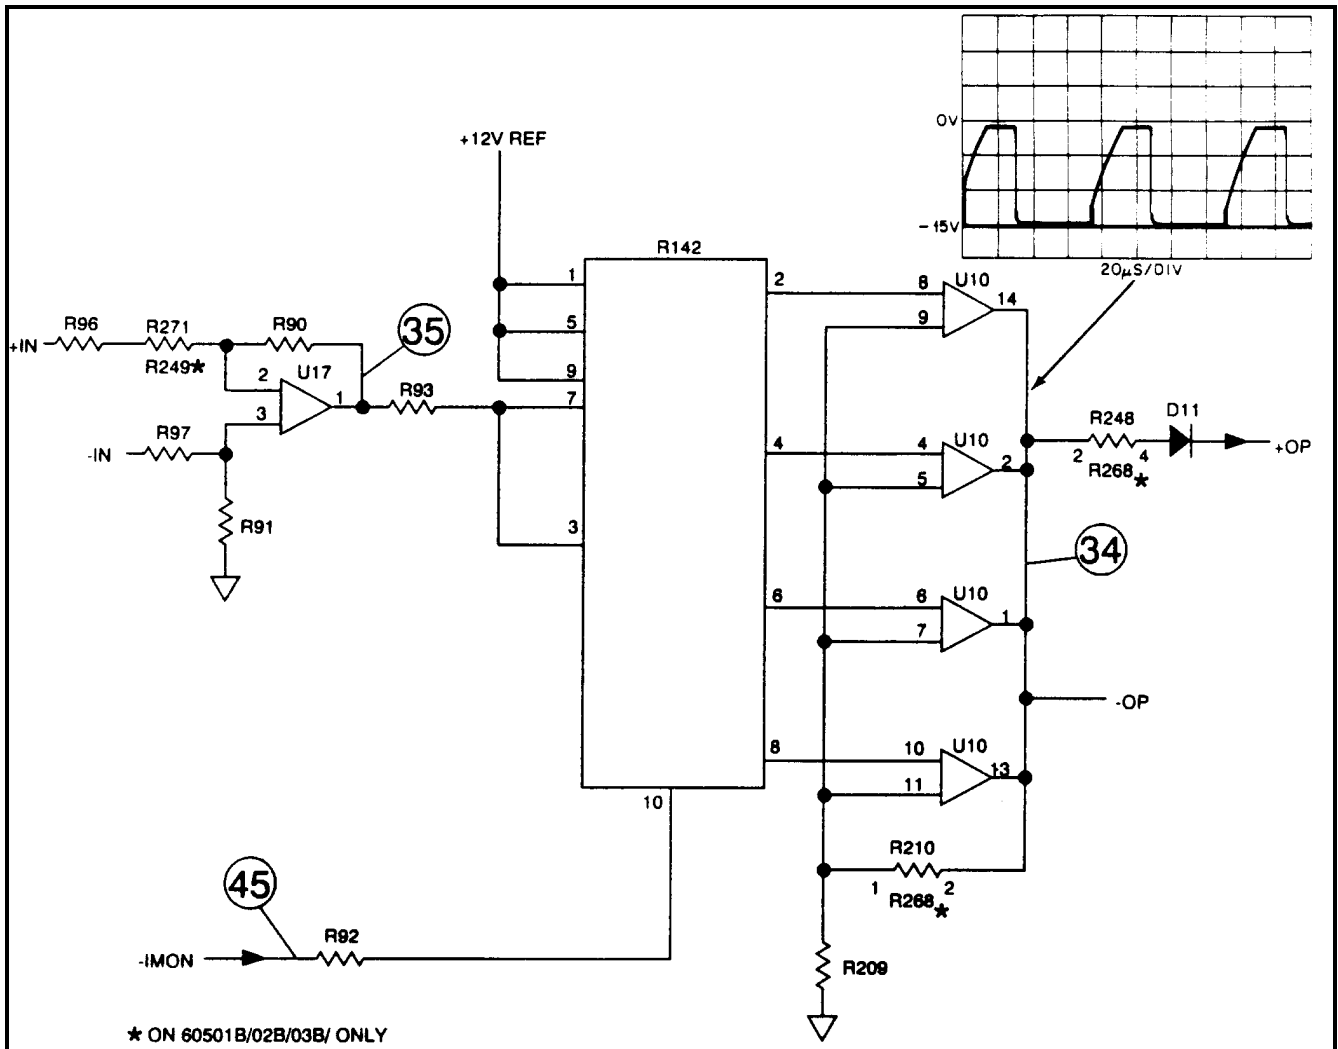 +12V REF
0V
-15V
20µS/DIV
R142
1
5
9
7
3
2
4
6
8
10
+IN
R96
R271
R249★
R90
35
U17
2
3
1
R93
-IN
R97
R91
8
9
U10
14
4
5
U10
2
R248
2
4
R268★
D11
+OP
34
6
7
U10
1
-OP
10
11
U10
13
R210
1
2
R268★
R209
45
-IMON
R92
★ ON 60501B/02B/03B/ ONLY